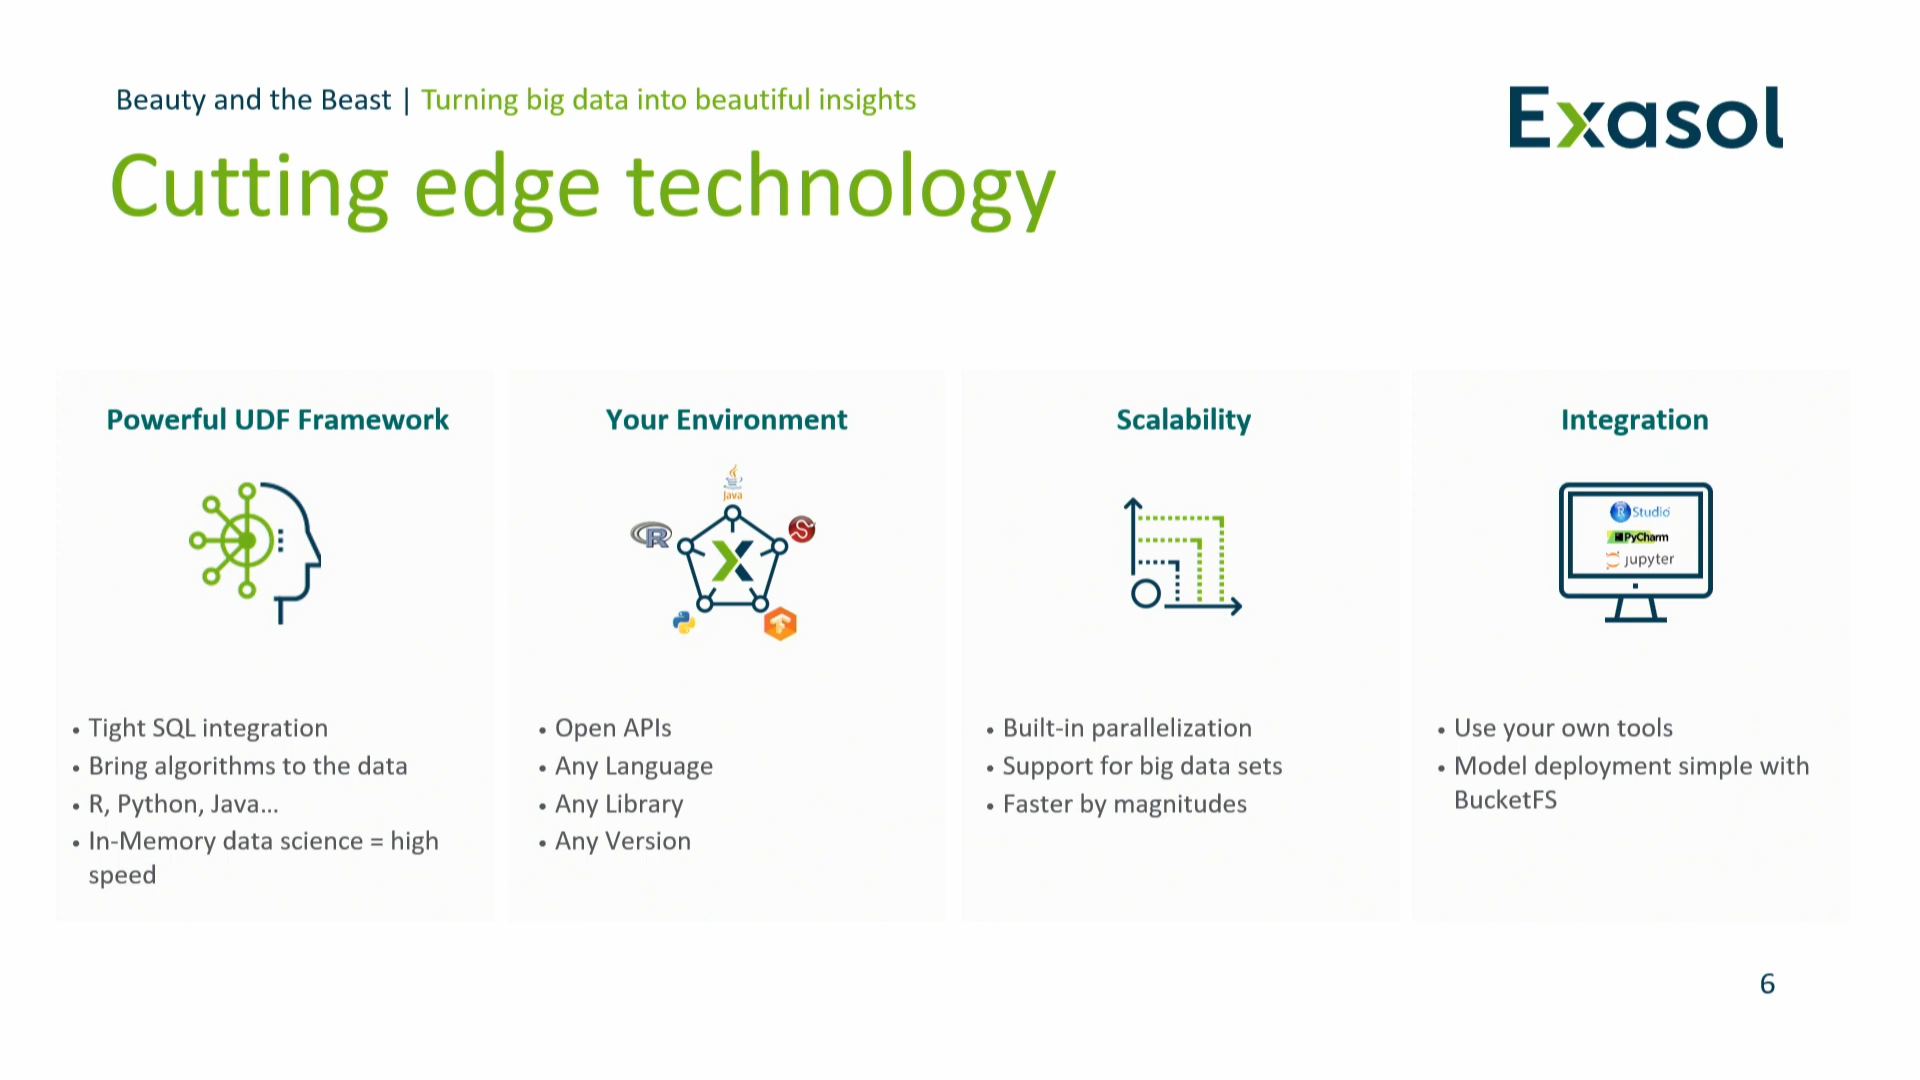 Beauty and the Beast | Turning big data into beautiful insights
Exasol
Cutting edge technology
Powerful UDF Framework
• Tight SQL integration
• Bring algorithms to the data
• R, Python, Java...
• In-Memory data science = high
speed
Your Environment
Java
R
X
• Open APIs
• Any Language
• Any Library
• Any Version
Scalability
• Built-in parallelization
• Support for big data sets
• Faster by magnitudes
Integration
R Studio
PyCharm
jupyter
• Use your own tools
• Model deployment simple with
BucketFS
6